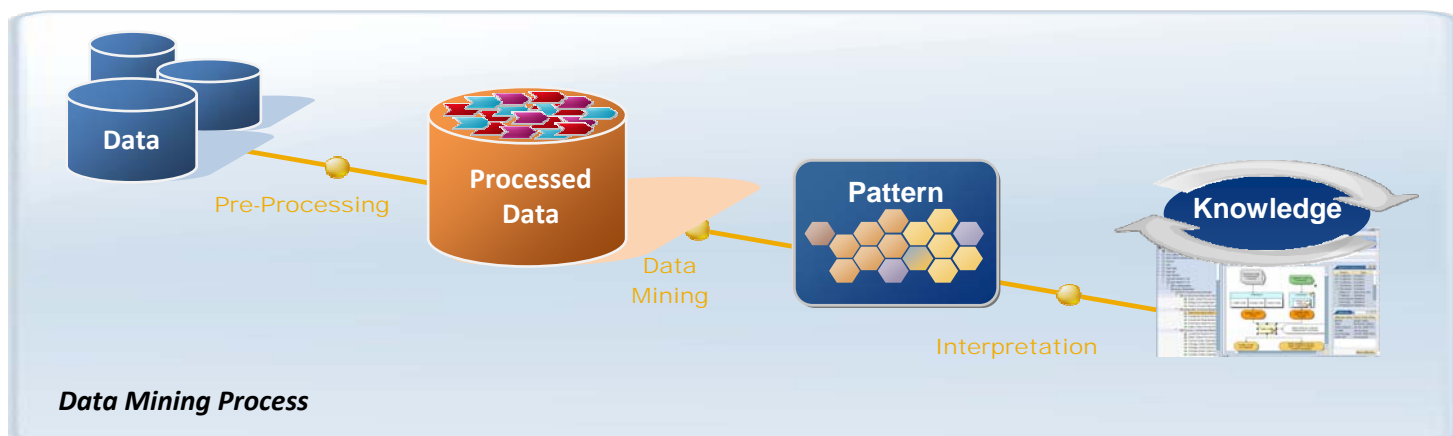 Data
Pre-Processing
Processed
Data
Data
Mining
Pattern
Interpretation
Knowledge
Data Mining Process